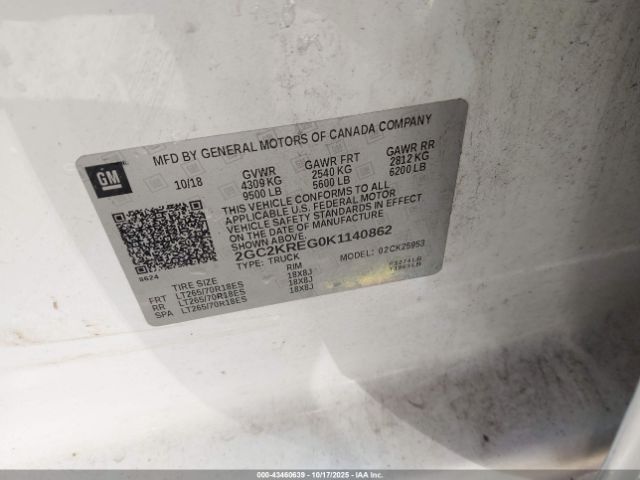 MFD BY GENERAL MOTORS OF CANADA COMPANY
GM
10/18
GVWR GAWR FRT GAWR RR
4309 KG 2540 KG 2812 KG
9500 LB 5600 LB 6200 LB
THIS VEHICLE CONFORMS TO ALL
APPLICABLE U.S. FEDERAL MOTOR
VEHICLE SAFETY STANDARDS IN EFFECT
ON THE DATE OF MANUFACTURE
SHOWN ABOVE.
2GC2KREG0K1140862
TYPE: TRUCK MODEL: 02CK25953
TIRE SIZE RIM
FRT LT265/70R18ES 18X8J
RR LT265/70R18ES 18X8J
SPA LT265/70R18ES 18X8J
000-43460639 10/17/2025 IAAI.COM